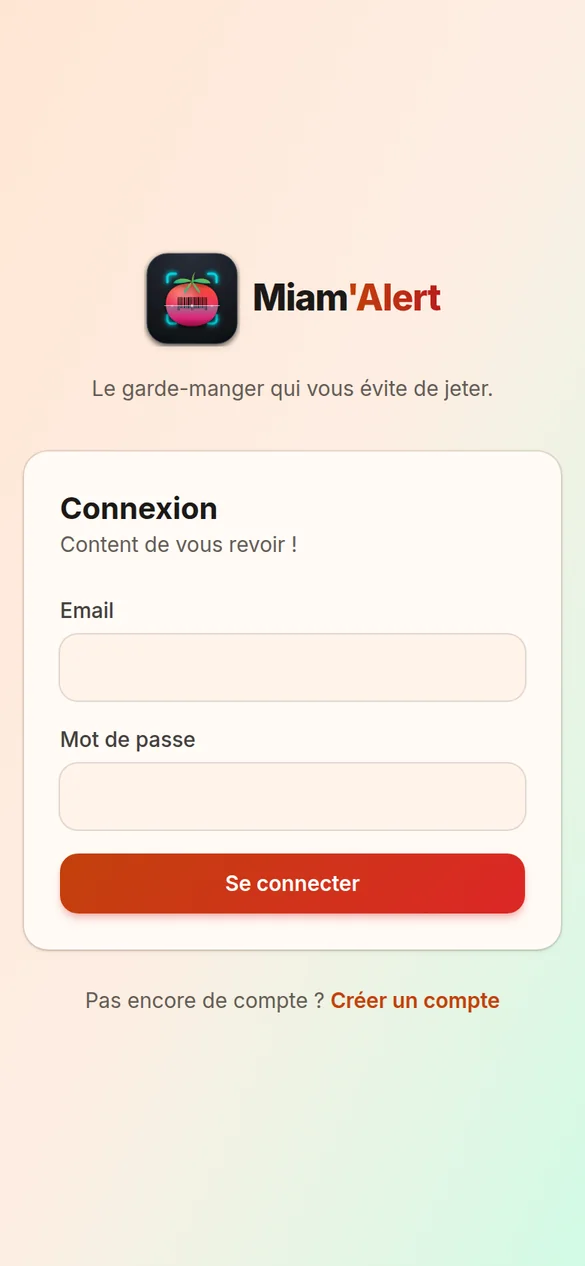 Miam'Alert
Le garde-manger qui vous évite de jeter.
Connexion
Content de vous revoir !
Email
Mot de passe
Se connecter
Pas encore de compte ? Créer un compte